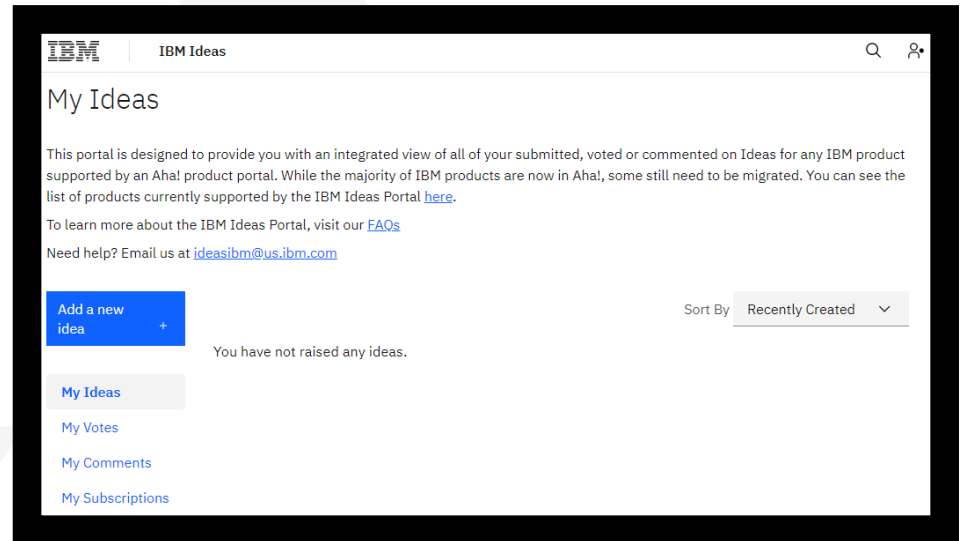 IBM IBM Ideas
My Ideas
This portal is designed to provide you with an integrated view of all of your submitted, voted or commented on Ideas for any IBM product
supported by an Aha! product portal. While the majority of IBM products are now in Aha!, some still need to be migrated. You can see the
list of products currently supported by the IBM Ideas Portal here.
To learn more about the IBM Ideas Portal, visit our FAQs
Need help? Email us at ideasibm@us.ibm.com
Add a new
idea +
Sort By Recently Created
You have not raised any ideas.
My Ideas
My Votes
My Comments
My Subscriptions